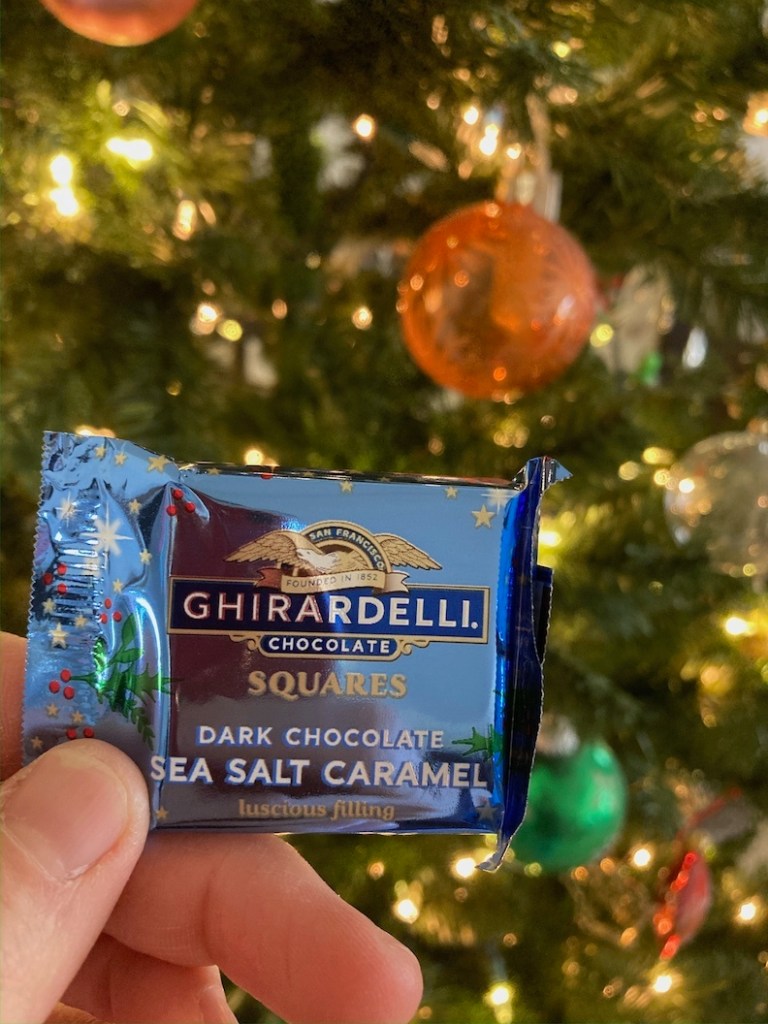 SAN FRANCISCO
FOUNDED IN 1852
GHIRARDELLI.
CHOCOLATE
SQUARES
DARK CHOCOLATE
SEA SALT CARAMEL
luscious filling